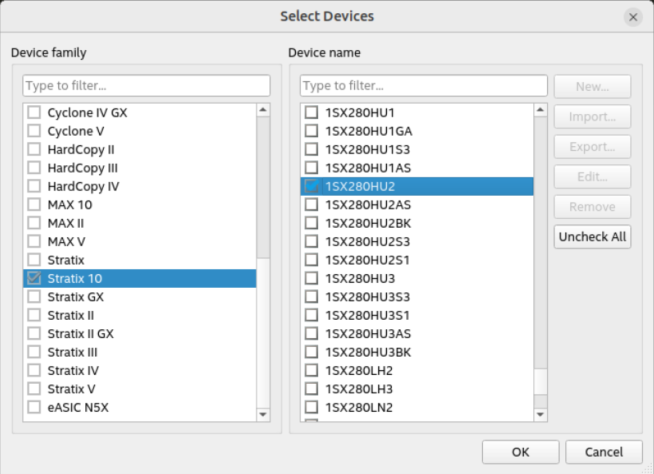 Select Devices
Device family
Device name
Type to filter...
Type to filter...
New...
Import...
Export...
Edit...
Remove
Uncheck All
Cyclone IV GX
Cyclone V
HardCopy II
HardCopy III
HardCopy IV
MAX 10
MAX II
MAX V
Stratix
Stratix 10
Stratix GX
Stratix II
Stratix II GX
Stratix III
Stratix IV
Stratix V
eASIC N5X
1SX280HU1
1SX280HU1GA
1SX280HU1S3
1SX280HU1AS
1SX280HU2
1SX280HU2AS
1SX280HU2BK
1SX280HU2S3
1SX280HU2S1
1SX280HU3
1SX280HU3S3
1SX280HU3S1
1SX280HU3AS
1SX280HU3BK
1SX280LH2
1SX280LH3
1SX280LN2
OK
Cancel